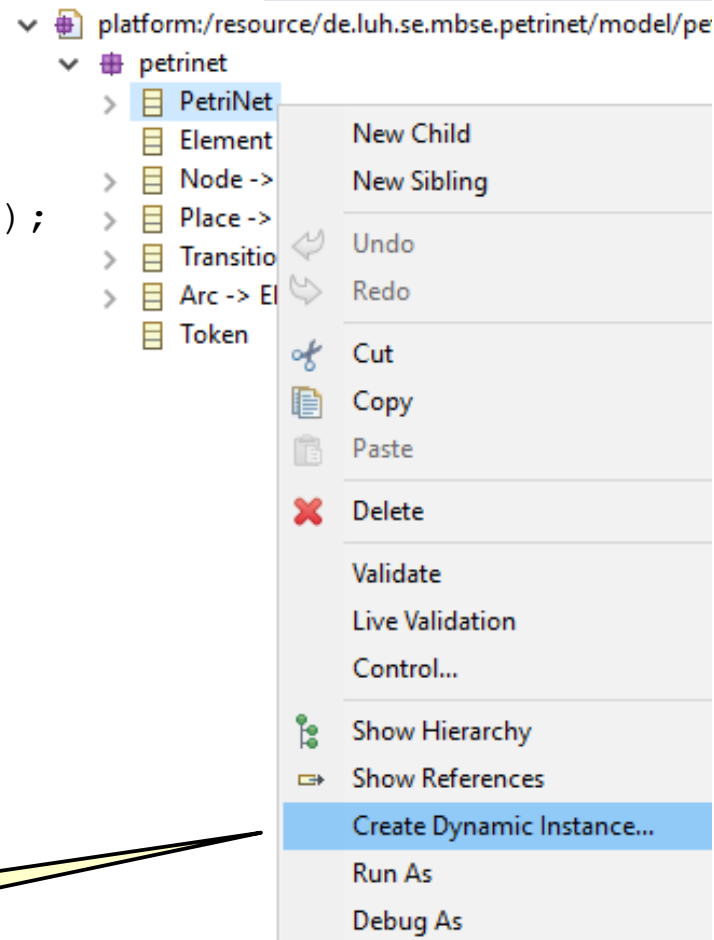 platform:/resource/de.luh.se.mbse.petrinet/model/pe
petrinet
PetriNet
Element
Node ->
);
Place ->
Transitio
Arc -> El
Token
New Child
New Sibling
Undo
Redo
Cut
Copy
Paste
Delete
Validate
Live Validation
Control...
Show Hierarchy
Show References
Create Dynamic Instance...
Run As
Debug As